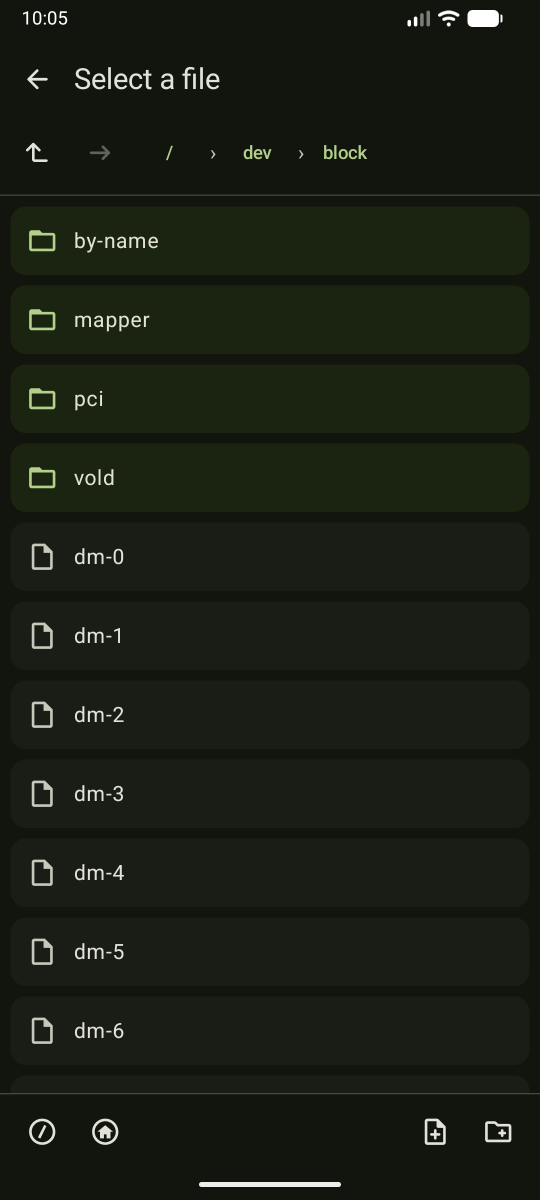 10:05
Select a file
/ › dev › block
by-name
mapper
pci
vold
dm-0
dm-1
dm-2
dm-3
dm-4
dm-5
dm-6